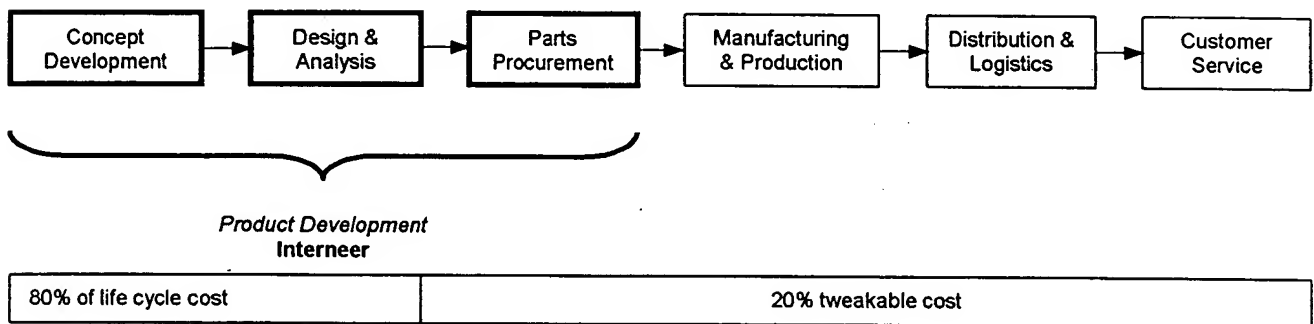 Concept
Development
Design &
Analysis
Parts
Procurement
Manufacturing
& Production
Distribution &
Logistics
Customer
Service
Product Development
Interneer
80% of life cycle cost
20% tweakable cost